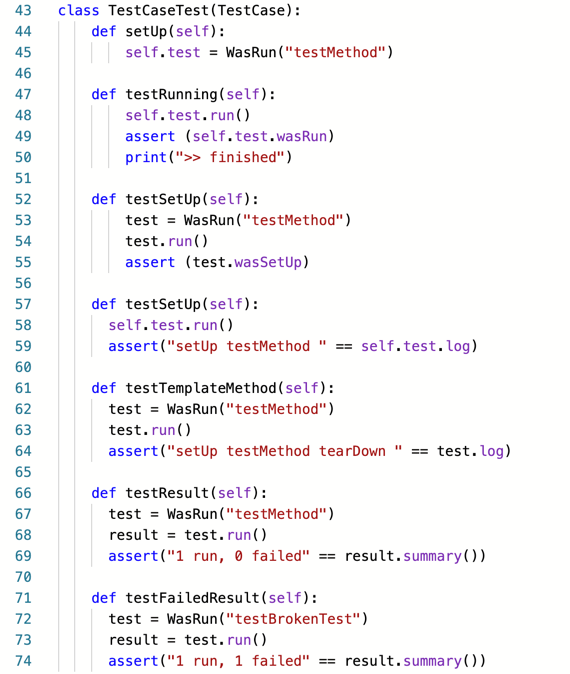 43 class TestCaseTest(TestCase):
44     def setUp(self):
45         self.test = WasRun("testMethod")
46
47     def testRunning(self):
48         self.test.run()
49         assert (self.test.wasRun)
50         print(">> finished")
51
52     def testSetUp(self):
53         test = WasRun("testMethod")
54         test.run()
55         assert (test.wasSetUp)
56
57     def testSetUp(self):
58       self.test.run()
59       assert("setUp testMethod " == self.test.log)
60
61     def testTemplateMethod(self):
62       test = WasRun("testMethod")
63       test.run()
64       assert("setUp testMethod tearDown " == test.log)
65
66     def testResult(self):
67       test = WasRun("testMethod")
68       result = test.run()
69       assert("1 run, 0 failed" == result.summary())
70
71     def testFailedResult(self):
72       test = WasRun("testBrokenTest")
73       result = test.run()
74       assert("1 run, 1 failed" == result.summary())